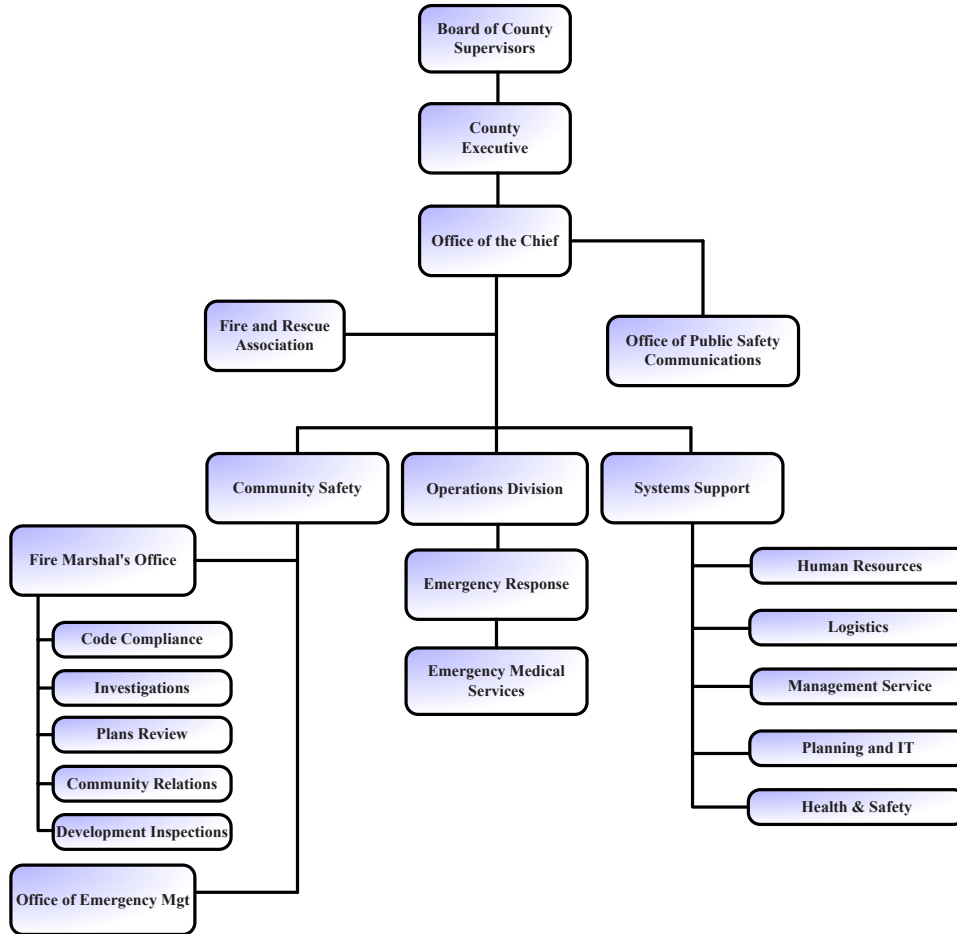 Board of County
Supervisors
County
Executive
Office of the Chief
Fire and Rescue
Association
Office of Public Safety
Communications
Community Safety
Operations Division
Systems Support
Fire Marshal's Office
Code Compliance
Investigations
Plans Review
Community Relations
Development Inspections
Office of Emergency Mgt
Emergency Response
Emergency Medical
Services
Human Resources
Logistics
Management Service
Planning and IT
Health & Safety